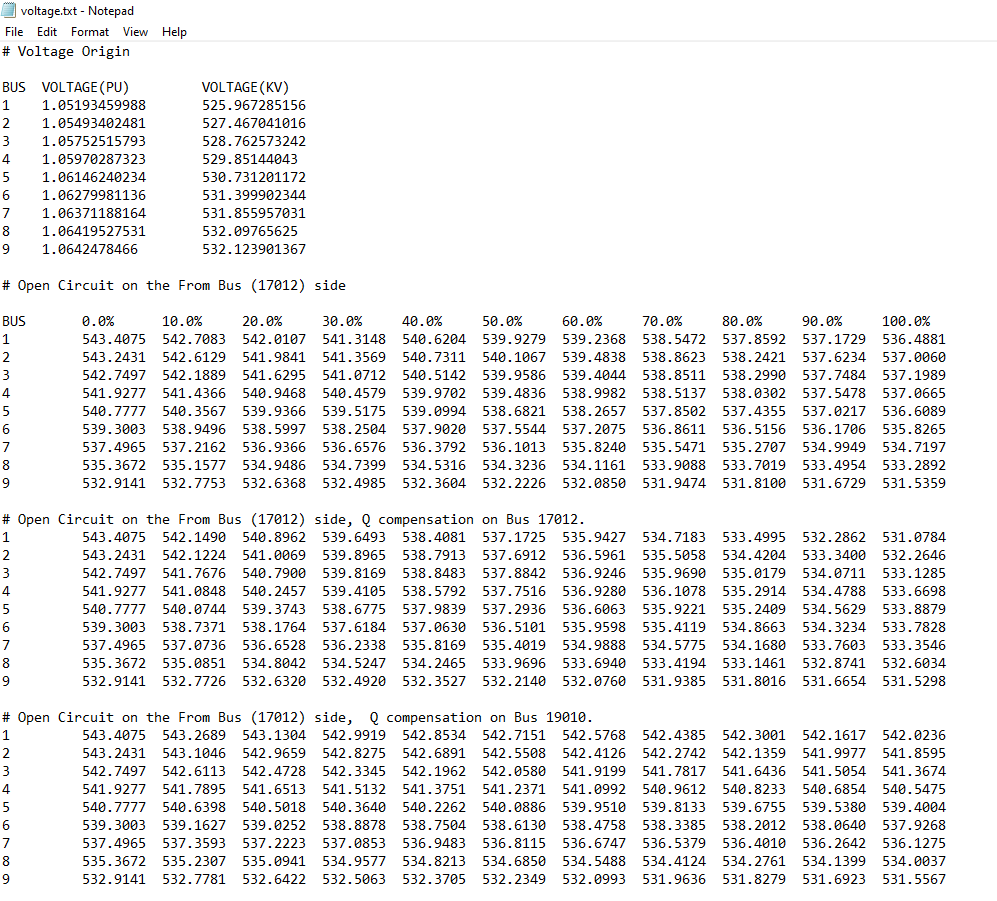 voltage.txt - Notepad
File Edit Format View Help
# Voltage Origin
BUS VOLTAGE(PU) VOLTAGE(KV)
1 1.05193459988 525.967285156
2 1.05493402481 527.467041016
3 1.05752515793 528.762573242
4 1.05970287323 529.85144043
5 1.06146240234 530.731201172
6 1.06279981136 531.399902344
7 1.06371188164 531.855957031
8 1.06419527531 532.09765625
9 1.0642478466 532.123901367
# Open Circuit on the From Bus (17012) side
BUS 0.0% 10.0% 20.0% 30.0% 40.0% 50.0% 60.0% 70.0% 80.0% 90.0% 100.0%
1 543.4075 542.7083 542.0107 541.3148 540.6204 539.9279 539.2368 538.5472 537.8592 537.1729 536.4881
2 543.2431 542.6129 541.9841 541.3569 540.7311 540.1067 539.4838 538.8623 538.2421 537.6234 537.0060
3 542.7497 542.1889 541.6295 541.0712 540.5142 539.9586 539.4044 538.8511 538.2990 537.7484 537.1989
4 541.9277 541.4366 540.9468 540.4579 539.9702 539.4836 538.9982 538.5137 538.0302 537.5478 537.0665
5 540.7777 540.3567 539.9366 539.5175 539.0994 538.6821 538.2657 537.8502 537.4355 537.0217 536.6089
6 539.3003 538.9496 538.5997 538.2504 537.9020 537.5544 537.2075 536.8611 536.5156 536.1706 535.8265
7 537.4965 537.2162 536.9366 536.6576 536.3792 536.1013 535.8240 535.5471 535.2707 534.9949 534.7197
8 535.3672 535.1577 534.9486 534.7399 534.5316 534.3236 534.1161 533.9088 533.7019 533.4954 533.2892
9 532.9141 532.7753 532.6368 532.4985 532.3604 532.2226 532.0850 531.9474 531.8100 531.6729 531.5359
# Open Circuit on the From Bus (17012) side, Q compensation on Bus 17012.
1 543.4075 542.1490 540.8962 539.6493 538.4081 537.1725 535.9427 534.7183 533.4995 532.2862 531.0784
2 543.2431 542.1224 541.0069 539.8965 538.7913 537.6912 536.5961 535.5058 534.4204 533.3400 532.2646
3 542.7497 541.7676 540.7900 539.8169 538.8483 537.8842 536.9246 535.9690 535.0179 534.0711 533.1285
4 541.9277 541.0848 540.2457 539.4105 538.5792 537.7516 536.9280 536.1078 535.2914 534.4788 533.6698
5 540.7777 540.0744 539.3743 538.6775 537.9839 537.2936 536.6063 535.9221 535.2409 534.5629 533.8879
6 539.3003 538.7371 538.1764 537.6184 537.0630 536.5101 535.9598 535.4119 534.8663 534.3234 533.7828
7 537.4965 537.0736 536.6528 536.2338 535.8169 535.4019 534.9888 534.5775 534.1680 533.7603 533.3546
8 535.3672 535.0851 534.8042 534.5247 534.2465 533.9696 533.6940 533.4194 533.1461 532.8741 532.6034
9 532.9141 532.7726 532.6320 532.4920 532.3527 532.2140 532.0760 531.9385 531.8016 531.6654 531.5298
# Open Circuit on the From Bus (17012) side, Q compensation on Bus 19010.
1 543.4075 543.2689 543.1304 542.9919 542.8534 542.7151 542.5768 542.4385 542.3001 542.1617 542.0236
2 543.2431 543.1046 542.9659 542.8275 542.6891 542.5508 542.4126 542.2742 542.1359 541.9977 541.8595
3 542.7497 542.6113 542.4728 542.3345 542.1962 542.0580 541.9199 541.7817 541.6436 541.5054 541.3674
4 541.9277 541.7895 541.6513 541.5132 541.3751 541.2371 541.0992 540.9612 540.8233 540.6854 540.5475
5 540.7777 540.6398 540.5018 540.3640 540.2262 540.0886 539.9510 539.8133 539.6755 539.5380 539.4004
6 539.3003 539.1627 539.0252 538.8878 538.7504 538.6130 538.4758 538.3385 538.2012 538.0640 537.9268
7 537.4965 537.3593 537.2223 537.0853 536.9483 536.8115 536.6747 536.5379 536.4010 536.2642 536.1275
8 535.3672 535.2307 535.0941 534.9577 534.8213 534.6850 534.5488 534.4124 534.2761 534.1399 534.0037
9 532.9141 532.7781 532.6422 532.5063 532.3705 532.2349 532.0993 531.9636 531.8279 531.6923 531.5567